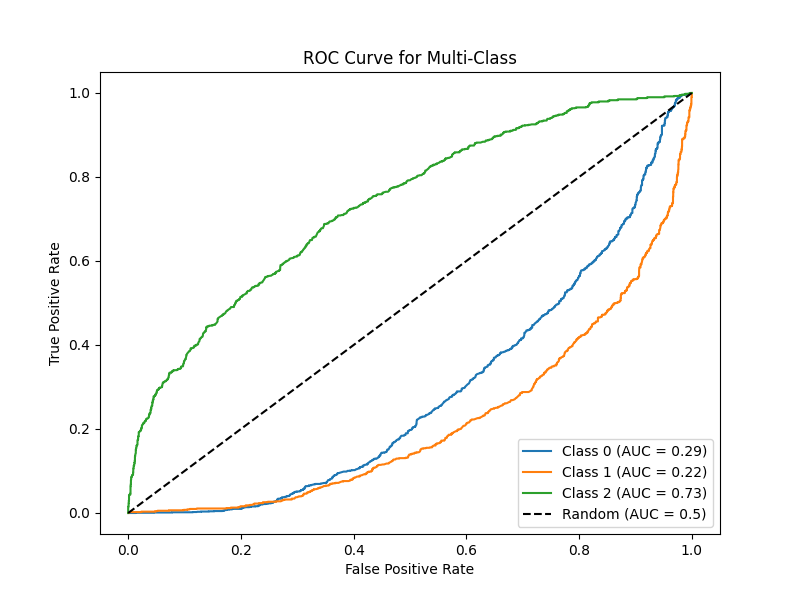 ROC Curve for Multi-Class
True Positive Rate
1.0
0.8
0.6
0.4
0.2
0.0
Class 0 (AUC = 0.29)
Class 1 (AUC = 0.22)
Class 2 (AUC = 0.73)
Random (AUC = 0.5)
0.0 0.2 0.4 0.6 0.8 1.0
False Positive Rate